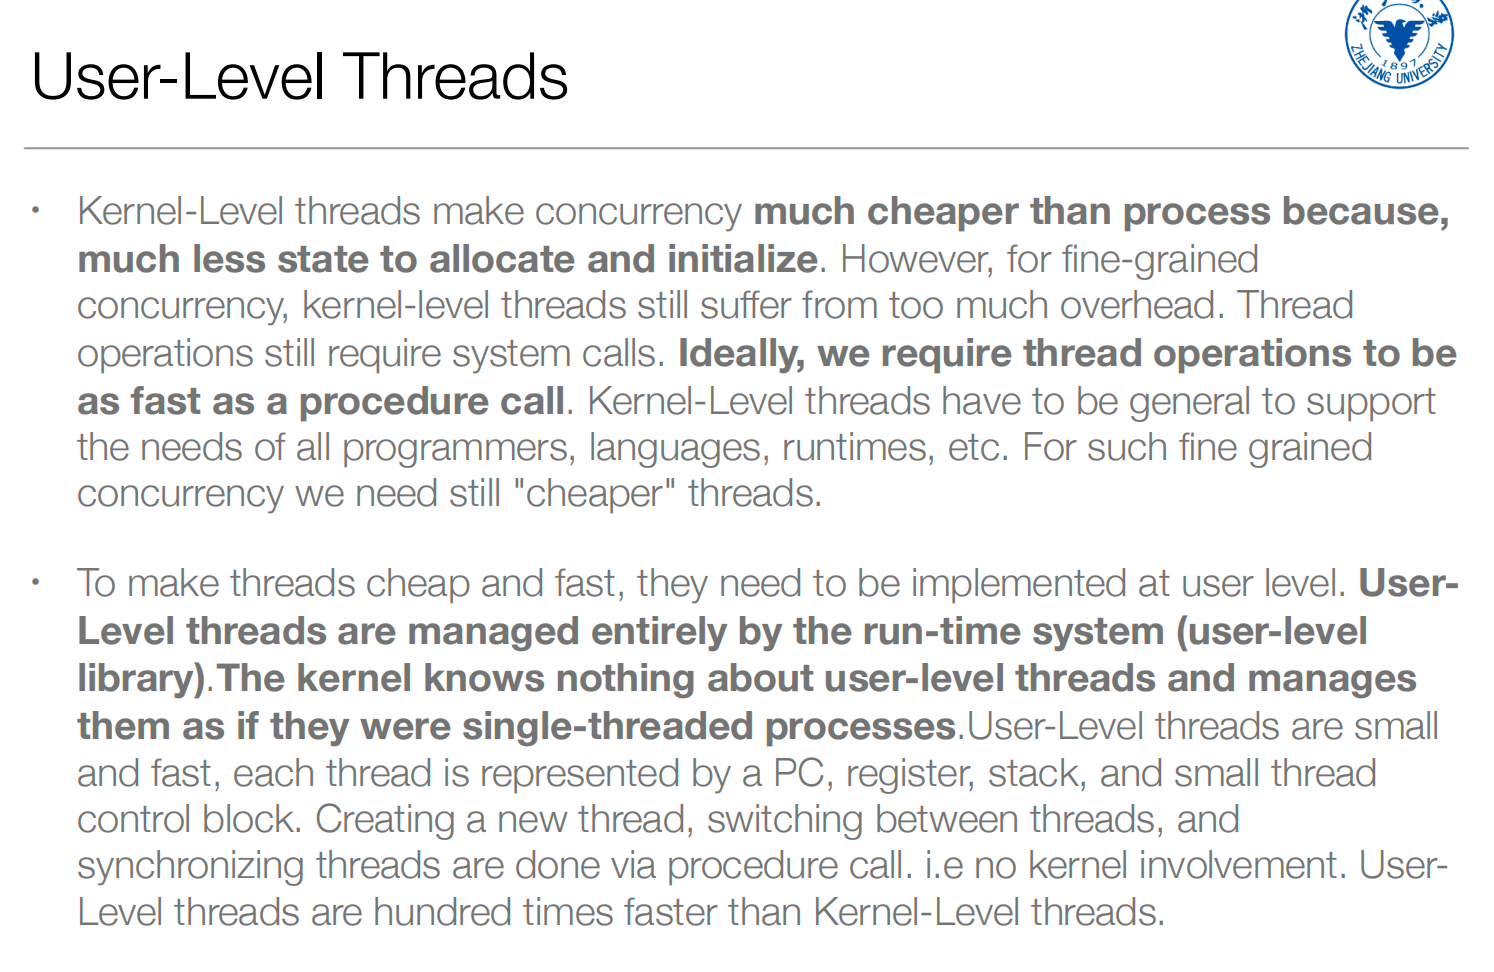 ZHEJIANG UNIVERSITY
1897
User-Level Threads
• Kernel-Level threads make concurrency much cheaper than process because,
much less state to allocate and initialize. However, for fine-grained
concurrency, kernel-level threads still suffer from too much overhead. Thread
operations still require system calls. Ideally, we require thread operations to be
as fast as a procedure call. Kernel-Level threads have to be general to support
the needs of all programmers, languages, runtimes, etc. For such fine grained
concurrency we need still "cheaper" threads.
• To make threads cheap and fast, they need to be implemented at user level. User-
Level threads are managed entirely by the run-time system (user-level
library).The kernel knows nothing about user-level threads and manages
them as if they were single-threaded processes.User-Level threads are small
and fast, each thread is represented by a PC, register, stack, and small thread
control block. Creating a new thread, switching between threads, and
synchronizing threads are done via procedure call. i.e no kernel involvement. User-
Level threads are hundred times faster than Kernel-Level threads.